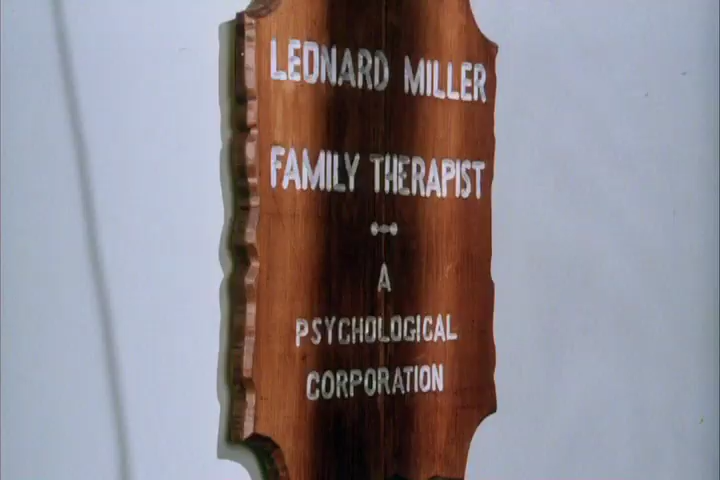 LEONARD MILLER
FAMILY THERAPIST
A
PSYCHOLOGICAL
CORPORATION